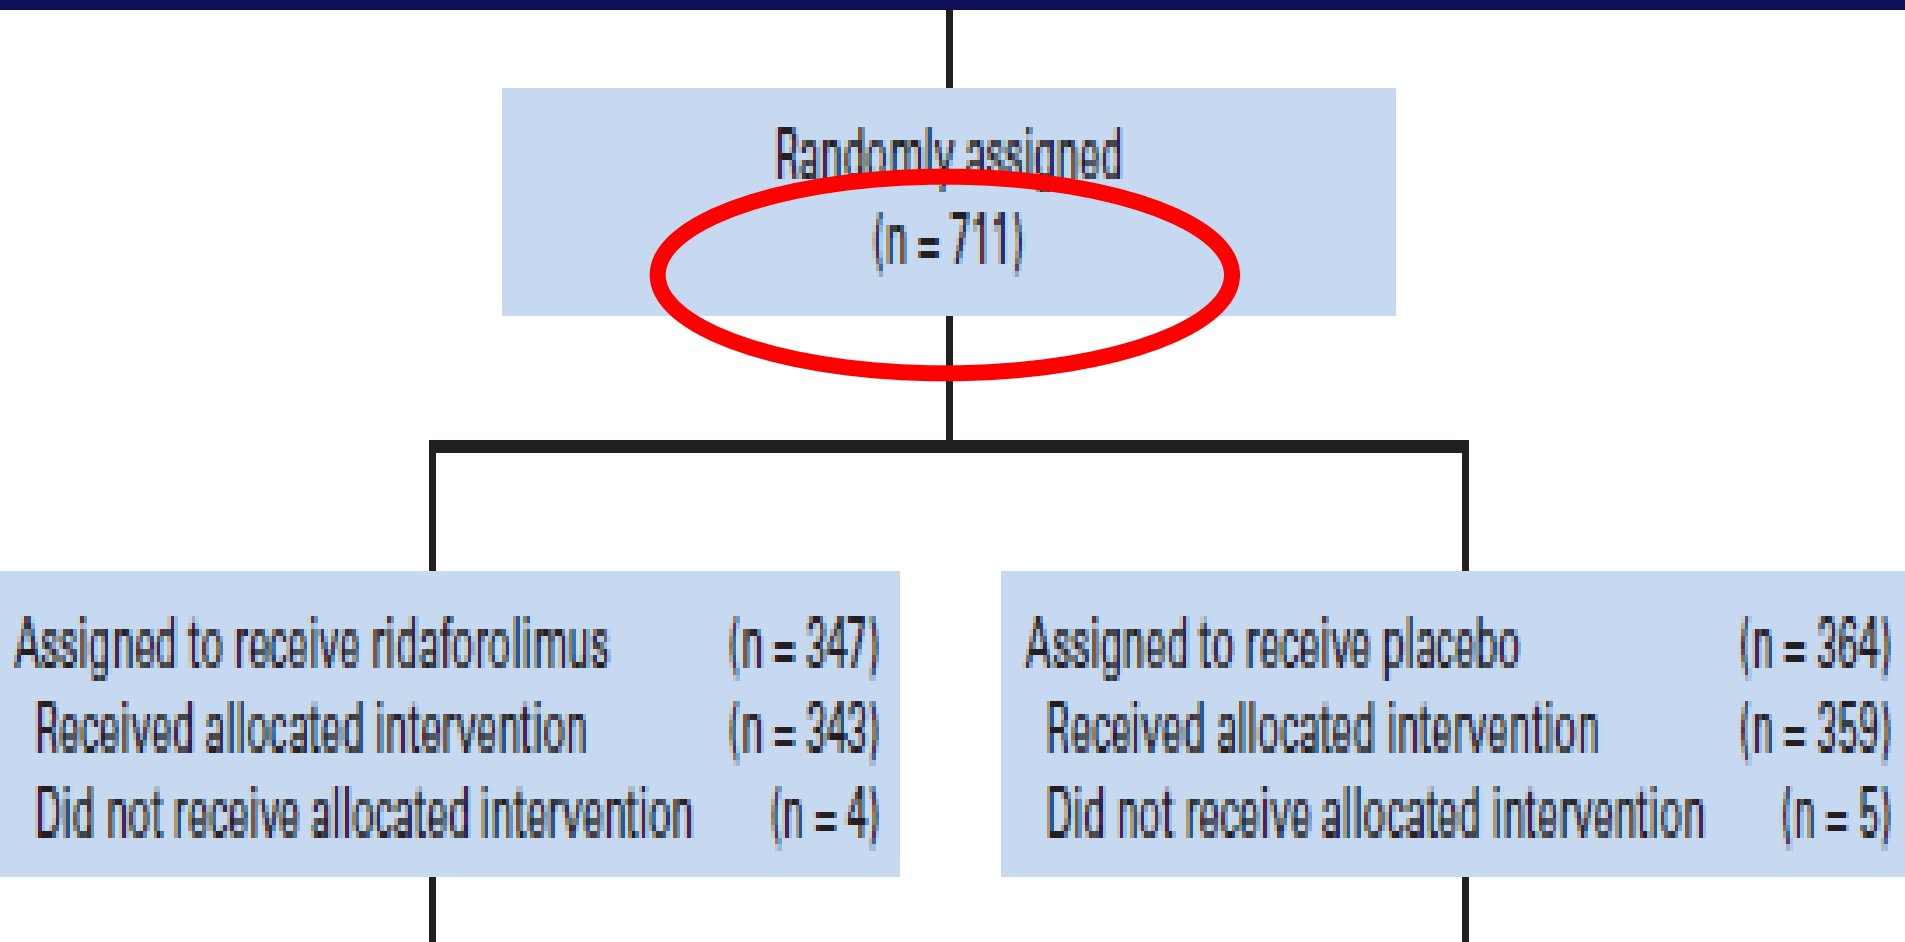 Randomly assigned
(n = 711)
Assigned to receive ridaforolimus (n = 347)
Received allocated intervention (n = 343)
Did not receive allocated intervention (n = 4)
Assigned to receive placebo (n = 364)
Received allocated intervention (n = 359)
Did not receive allocated intervention (n = 5)